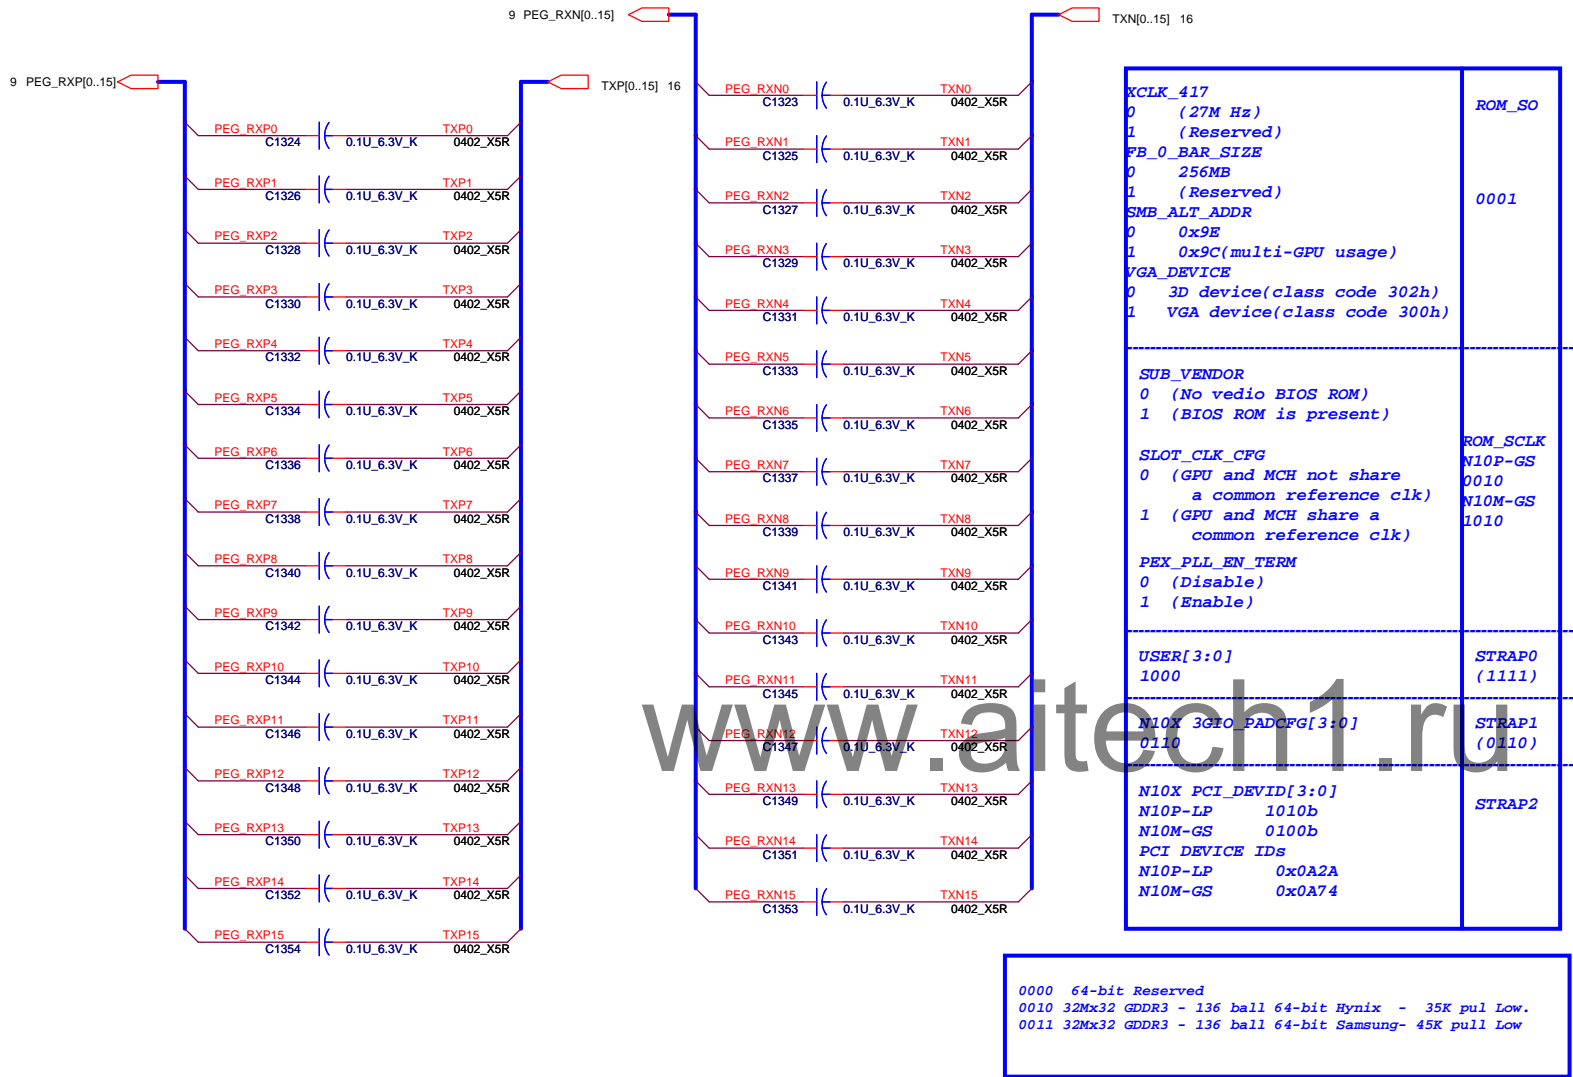 9 PEG_RXN[0..15]
TXN[0..15] 16
9 PEG_RXP[0..15]
TXP[0..15] 16
PEG_RXP0 C1324 0.1U_6.3V_K TXP0 0402_X5R
PEG_RXP1 C1326 0.1U_6.3V_K TXP1 0402_X5R
PEG_RXP2 C1328 0.1U_6.3V_K TXP2 0402_X5R
PEG_RXP3 C1330 0.1U_6.3V_K TXP3 0402_X5R
PEG_RXP4 C1332 0.1U_6.3V_K TXP4 0402_X5R
PEG_RXP5 C1334 0.1U_6.3V_K TXP5 0402_X5R
PEG_RXP6 C1336 0.1U_6.3V_K TXP6 0402_X5R
PEG_RXP7 C1338 0.1U_6.3V_K TXP7 0402_X5R
PEG_RXP8 C1340 0.1U_6.3V_K TXP8 0402_X5R
PEG_RXP9 C1342 0.1U_6.3V_K TXP9 0402_X5R
PEG_RXP10 C1344 0.1U_6.3V_K TXP10 0402_X5R
PEG_RXP11 C1346 0.1U_6.3V_K TXP11 0402_X5R
PEG_RXP12 C1348 0.1U_6.3V_K TXP12 0402_X5R
PEG_RXP13 C1350 0.1U_6.3V_K TXP13 0402_X5R
PEG_RXP14 C1352 0.1U_6.3V_K TXP14 0402_X5R
PEG_RXP15 C1354 0.1U_6.3V_K TXP15 0402_X5R
PEG_RXN0 C1323 0.1U_6.3V_K TXN0 0402_X5R
PEG_RXN1 C1325 0.1U_6.3V_K TXN1 0402_X5R
PEG_RXN2 C1327 0.1U_6.3V_K TXN2 0402_X5R
PEG_RXN3 C1329 0.1U_6.3V_K TXN3 0402_X5R
PEG_RXN4 C1331 0.1U_6.3V_K TXN4 0402_X5R
PEG_RXN5 C1333 0.1U_6.3V_K TXN5 0402_X5R
PEG_RXN6 C1335 0.1U_6.3V_K TXN6 0402_X5R
PEG_RXN7 C1337 0.1U_6.3V_K TXN7 0402_X5R
PEG_RXN8 C1339 0.1U_6.3V_K TXN8 0402_X5R
PEG_RXN9 C1341 0.1U_6.3V_K TXN9 0402_X5R
PEG_RXN10 C1343 0.1U_6.3V_K TXN10 0402_X5R
PEG_RXN11 C1345 0.1U_6.3V_K TXN11 0402_X5R
PEG_RXN12 C1347 0.1U_6.3V_K TXN12 0402_X5R
PEG_RXN13 C1349 0.1U_6.3V_K TXN13 0402_X5R
PEG_RXN14 C1351 0.1U_6.3V_K TXN14 0402_X5R
PEG_RXN15 C1353 0.1U_6.3V_K TXN15 0402_X5R
XCLK_417
0 (27M Hz)
1 (Reserved)
FB_0_BAR_SIZE
0 256MB
1 (Reserved)
SMB_ALT_ADDR
0 0x9E
1 0x9C(multi-GPU usage)
VGA_DEVICE
0 3D device(class code 302h)
1 VGA device(class code 300h)
ROM_SO
0001
SUB_VENDOR
0 (No vedio BIOS ROM)
1 (BIOS ROM is present)
SLOT_CLK_CFG
0 (GPU and MCH not share
a common reference clk)
1 (GPU and MCH share a
common reference clk)
PEX_PLL_EN_TERM
0 (Disable)
1 (Enable)
ROM_SCLK
N10P-GS
0010
N10M-GS
1010
USER[3:0]
1000
STRAP0
(1111)
N10X 3GIO_PADCFG[3:0]
0110
STRAP1
(0110)
N10X PCI_DEVID[3:0]
N10P-LP 1010b
N10M-GS 0100b
PCI DEVICE IDs
N10P-LP 0x0A2A
N10M-GS 0x0A74
STRAP2
www.aitech1.ru
0000 64-bit Reserved
0010 32Mx32 GDDR3 - 136 ball 64-bit Hynix - 35K pul Low.
0011 32Mx32 GDDR3 - 136 ball 64-bit Samsung- 45K pull Low